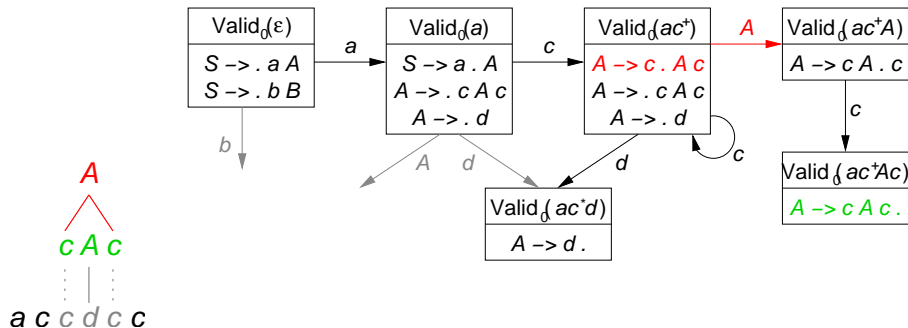 Valid₀(ε)
S −> . a A
S −> . b B
a
b
Valid₀(a)
S −> a . A
A −> . c A c
A −> . d
c
A
d
Valid₀(ac⁺)
A −> c . A c
A −> . c A c
A −> . d
A
c
d
Valid₀(ac⁺A)
A −> c A . c
c
Valid₀(ac*d)
A −> d .
Valid₀(ac⁺Ac)
A −> c A c .
A
c A c
a c c d c c